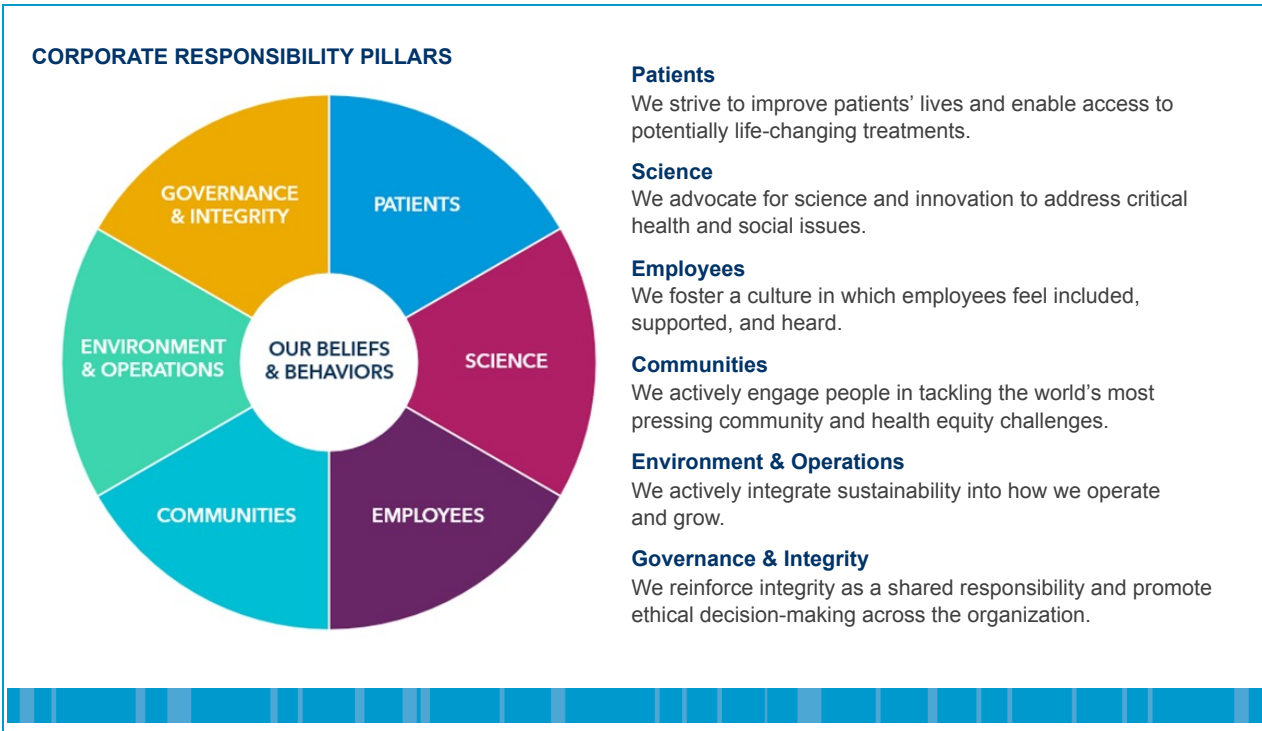 CORPORATE RESPONSIBILITY PILLARS
GOVERNANCE
& INTEGRITY
PATIENTS
ENVIRONMENT
& OPERATIONS
OUR BELIEFS
& BEHAVIORS
SCIENCE
COMMUNITIES
EMPLOYEES
Patients
We strive to improve patients’ lives and enable access to
potentially life-changing treatments.
Science
We advocate for science and innovation to address critical
health and social issues.
Employees
We foster a culture in which employees feel included,
supported, and heard.
Communities
We actively engage people in tackling the world’s most
pressing community and health equity challenges.
Environment & Operations
We actively integrate sustainability into how we operate
and grow.
Governance & Integrity
We reinforce integrity as a shared responsibility and promote
ethical decision-making across the organization.